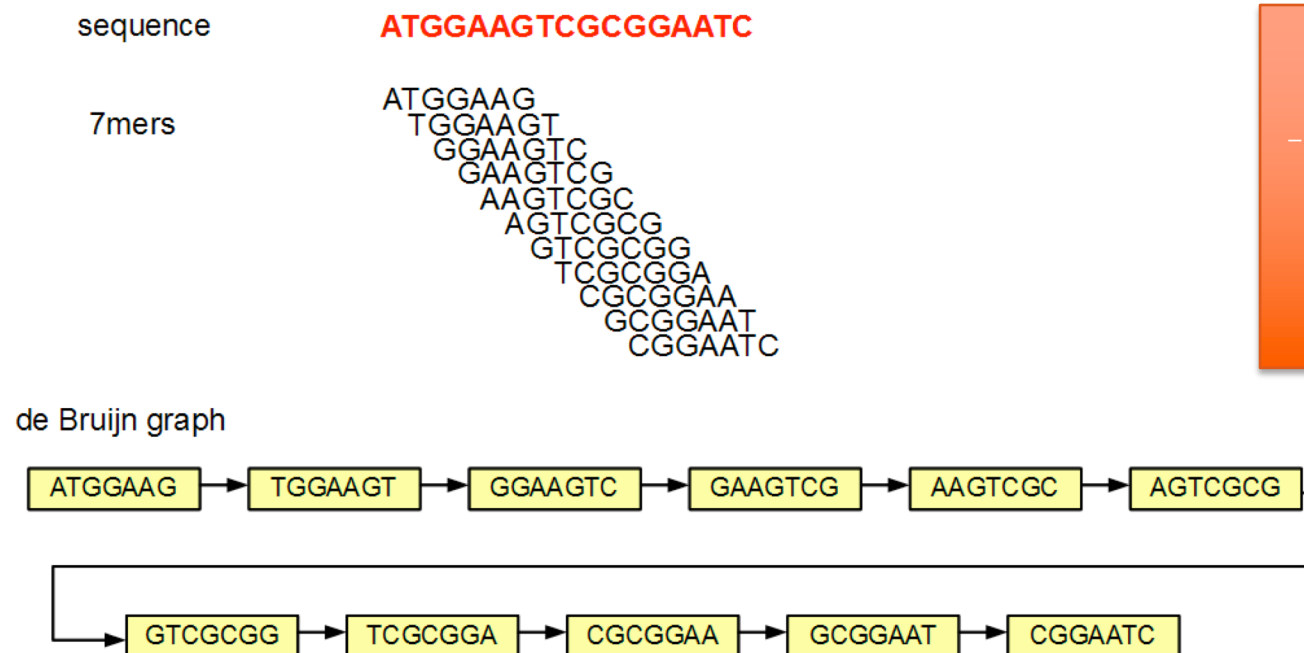 sequence ATGGAAGTCGCGGAATC
7mers
ATGGAAG
TGGAAGT
GGAAGTC
GAAGTCG
AAGTCGC
AGTCGCG
GTCGCGG
TCGCGGA
CGCGGAA
GCGGAAT
CGGAATC
de Bruijn graph
ATGGAAG TGGAAGT GGAAGTC GAAGTCG AAGTCGC AGTCGCG
GTCGCGG TCGCGGA CGCGGAA GCGGAAT CGGAATC